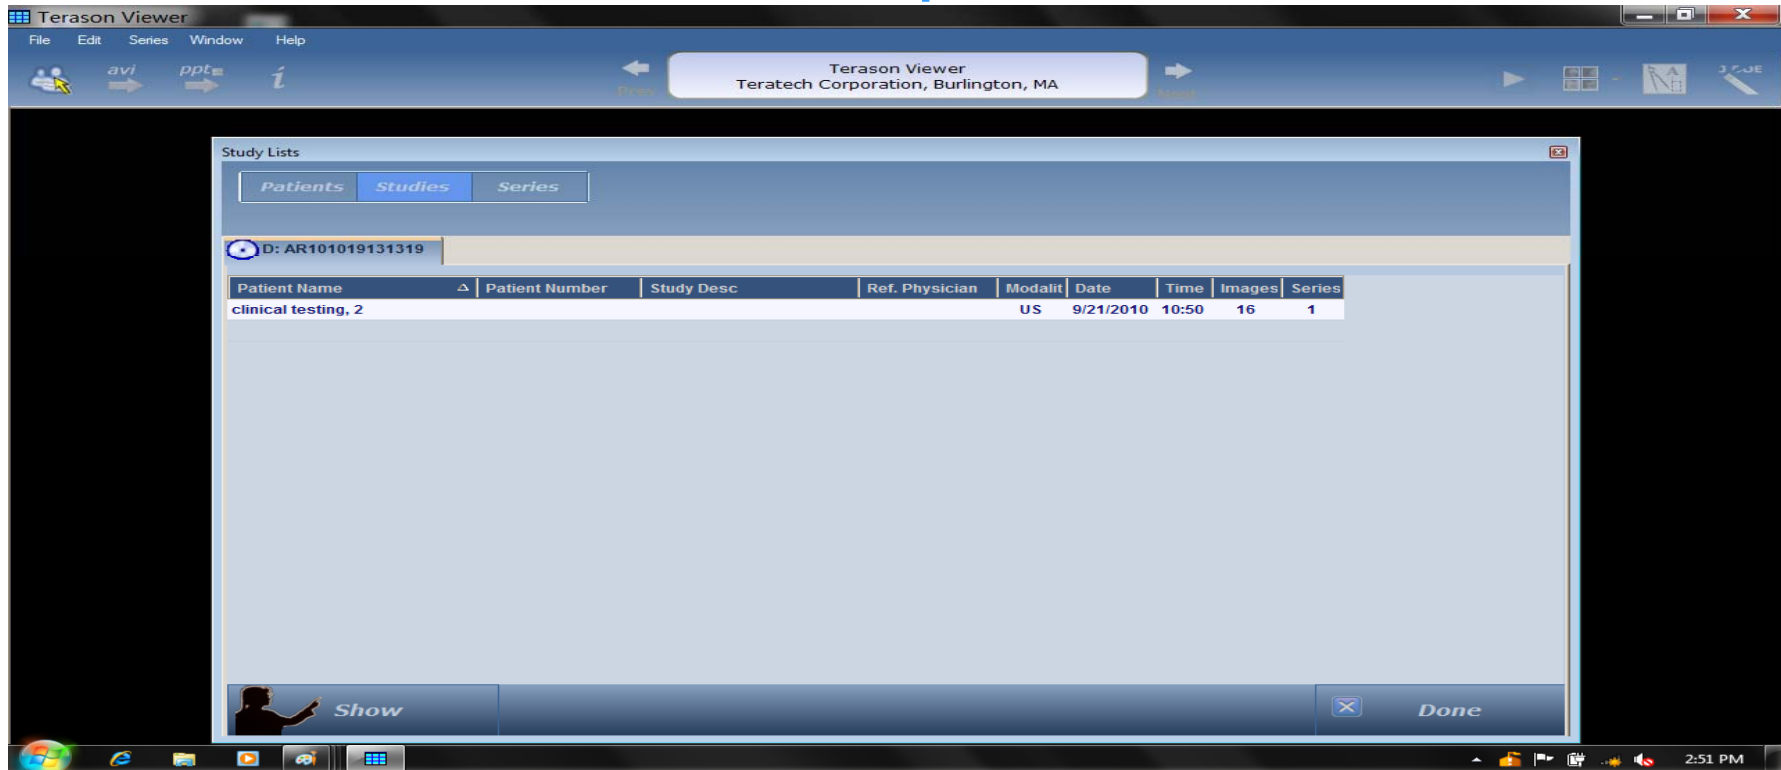 Terason Viewer
File Edit Series Window Help
avi ppt i
Terason Viewer
Teratech Corporation, Burlington, MA
Study Lists
Patients Studies Series
D: AR101019131319
Patient Name Patient Number Study Desc Ref. Physician Modalit Date Time Images Series
clinical testing, 2 US 9/21/2010 10:50 16 1
Show Done
2:51 PM